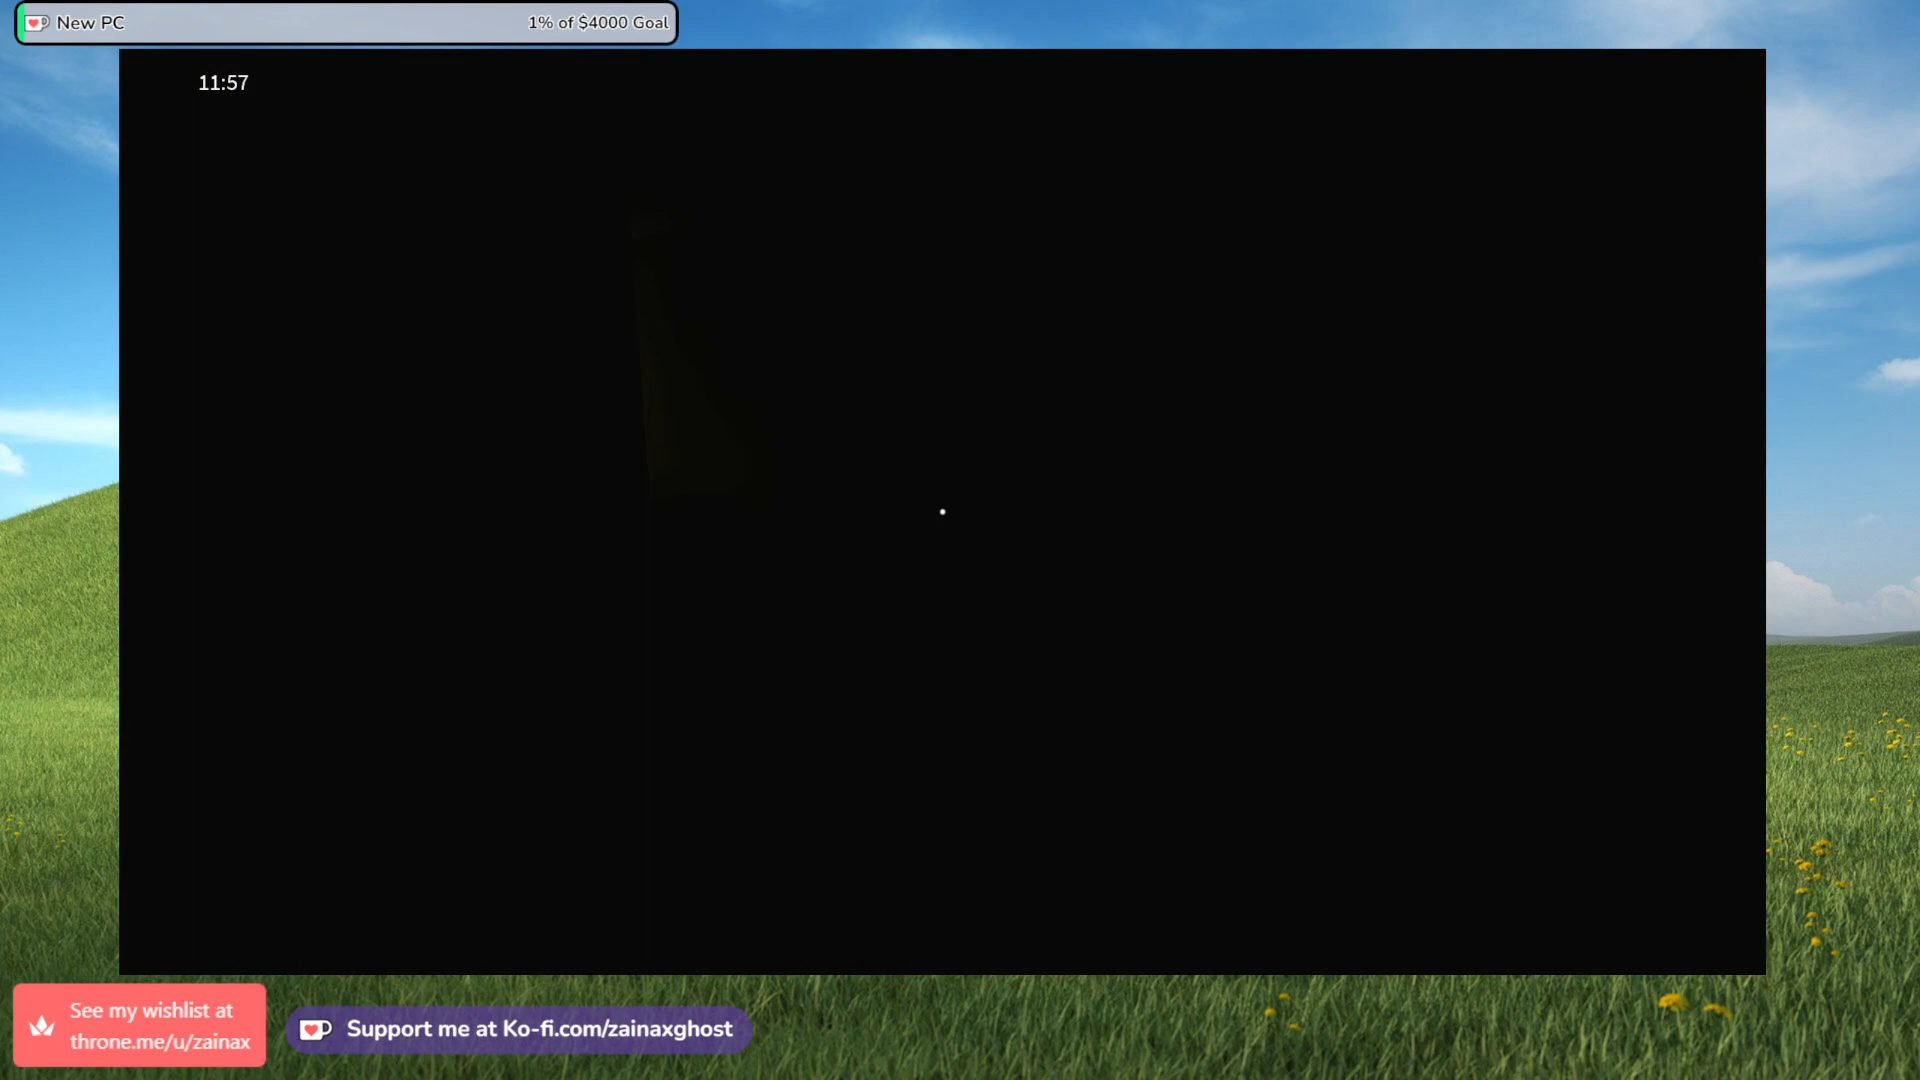 New PC
1% of $4000 Goal
11:57
See my wishlist at
throne.me/u/zainax
Support me at Ko-fi.com/zainaxghost